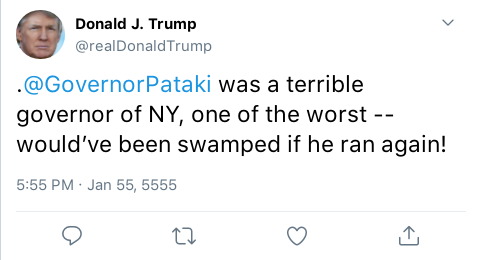 Donald J. Trump
@realDonaldTrump
.@GovernorPataki was a terrible
governor of NY, one of the worst --
would’ve been swamped if he ran again!
5:55 PM · Jan 55, 5555